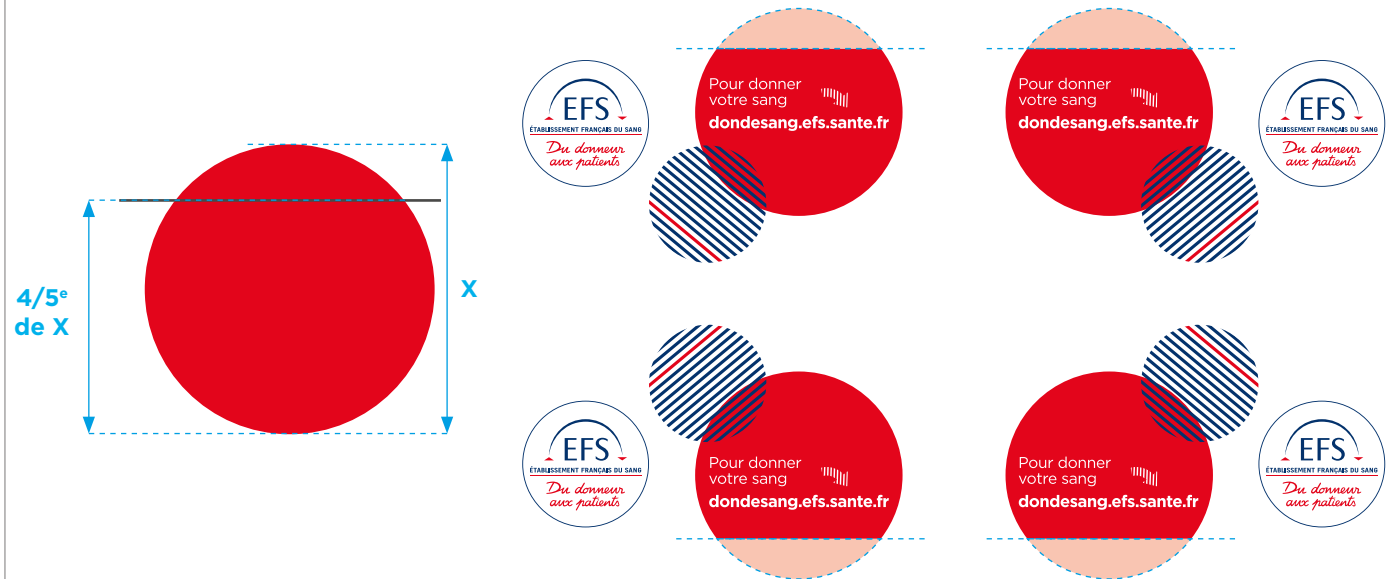 4/5e
de X
X
EFS
ÉTABLISSEMENT FRANÇAIS DU SANG
Du donneur
aux patients
Pour donner
votre sang
dondesang.efs.sante.fr
Pour donner
votre sang
dondesang.efs.sante.fr
EFS
ÉTABLISSEMENT FRANÇAIS DU SANG
Du donneur
aux patients
EFS
ÉTABLISSEMENT FRANÇAIS DU SANG
Du donneur
aux patients
Pour donner
votre sang
dondesang.efs.sante.fr
Pour donner
votre sang
dondesang.efs.sante.fr
EFS
ÉTABLISSEMENT FRANÇAIS DU SANG
Du donneur
aux patients